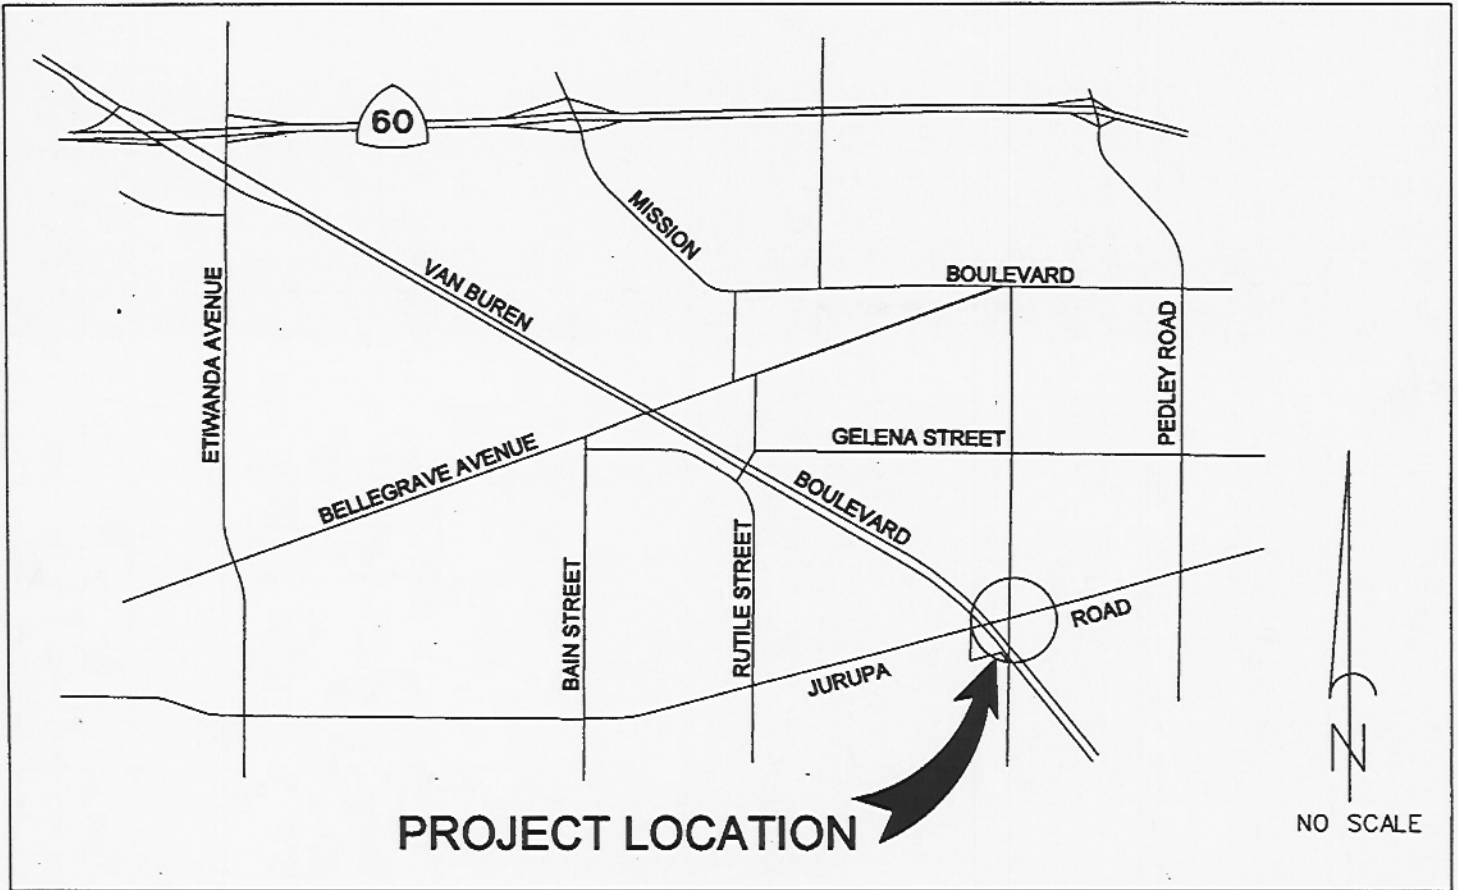 60
MISSION
BOULEVARD
VAN BUREN
ETIWANDA AVENUE
PEDLEY ROAD
GELENA STREET
BELLEGRAVE AVENUE
BOULEVARD
BAIN STREET
RUTILE STREET
ROAD
JURUPA
N
PROJECT LOCATION
NO SCALE